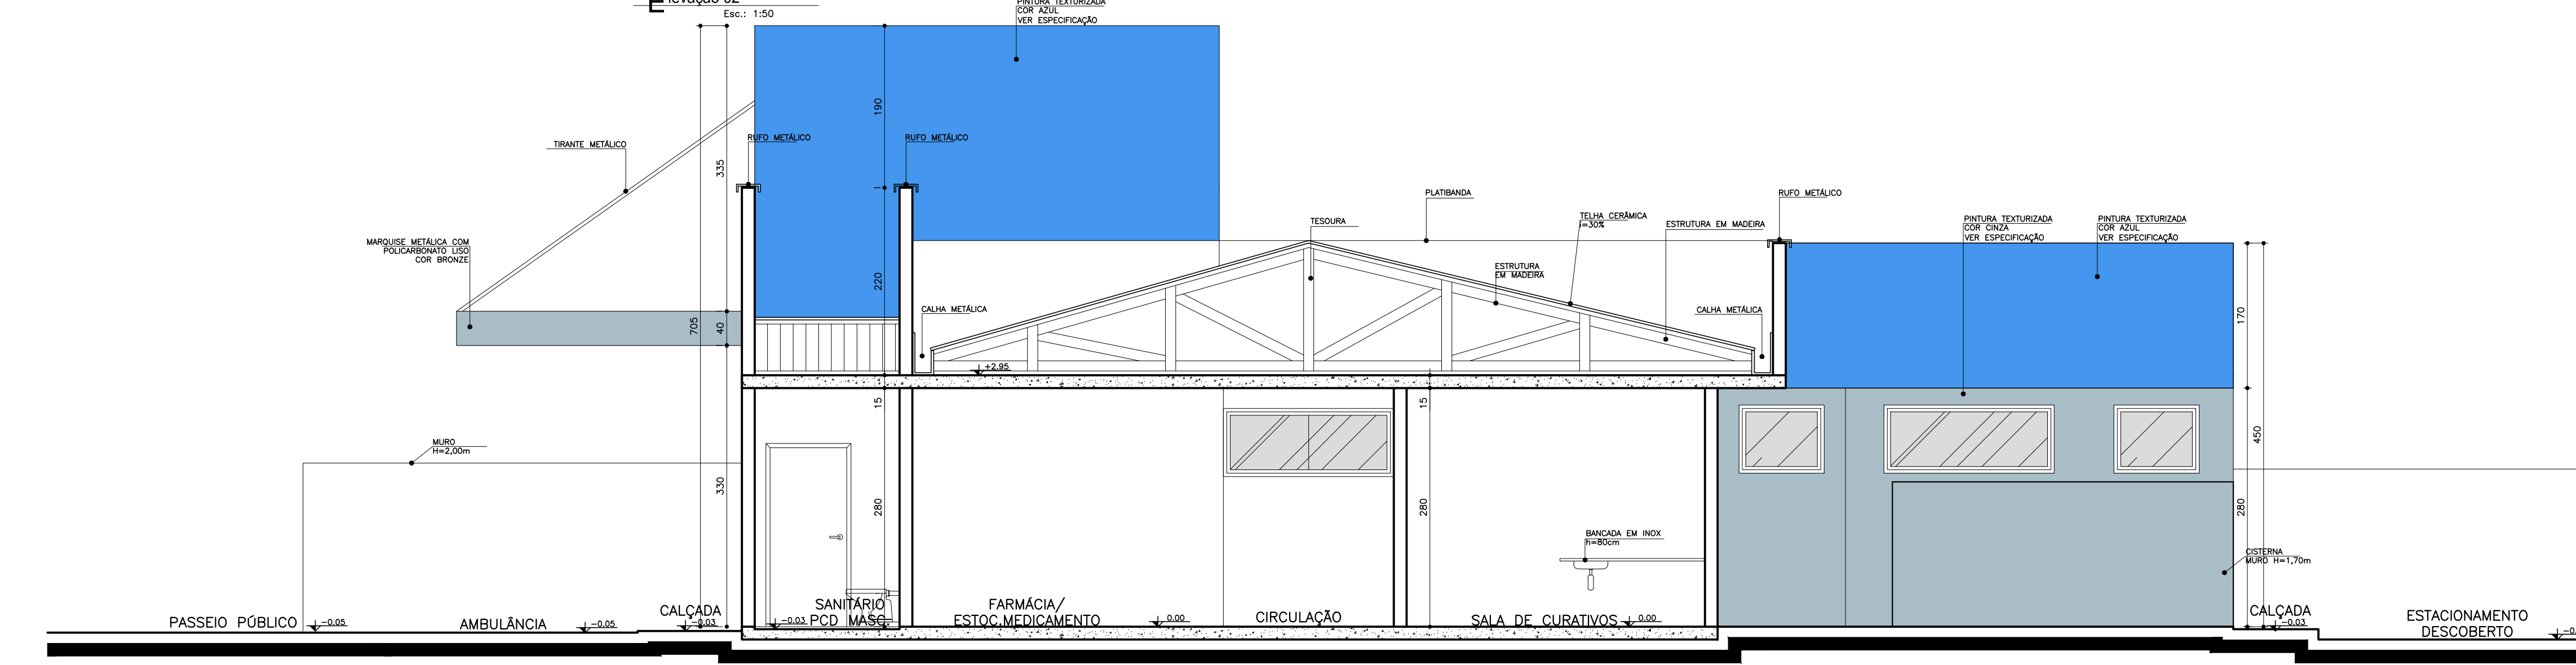 Elevação 02
Esc.: 1:50
PINTURA TEXTURIZADA
COR AZUL
VER ESPECIFICAÇÃO
190
335
RUFO METÁLICO
RUFO METÁLICO
TIRANTE METÁLICO
PLATIBANDA
RUFO METÁLICO
TESOURA
TELHA CERÂMICA
i=30%
ESTRUTURA EM MADEIRA
PINTURA TEXTURIZADA
COR CINZA
VER ESPECIFICAÇÃO
PINTURA TEXTURIZADA
COR AZUL
VER ESPECIFICAÇÃO
MARQUISE METÁLICA COM
POLICARBONATO LISO
COR BRONZE
ESTRUTURA
EM MADEIRA
220
CALHA METÁLICA
CALHA METÁLICA
705
40
170
+2.95
15
15
450
MURO
H=2,00m
330
280
280
280
BANCADA EM INOX
h=80cm
CISTERNA
MURO H=1,70m
PASSEIO PÚBLICO
-0.05
AMBULÂNCIA
-0.05
CALÇADA
-0.03
-0.03
SANITÁRIO
PCD MASC.
FARMÁCIA/
ESTOC.MEDICAMENTO
0.00
CIRCULAÇÃO
SALA DE CURATIVOS
0.00
CALÇADA
-0.03
ESTACIONAMENTO
DESCOBERTO